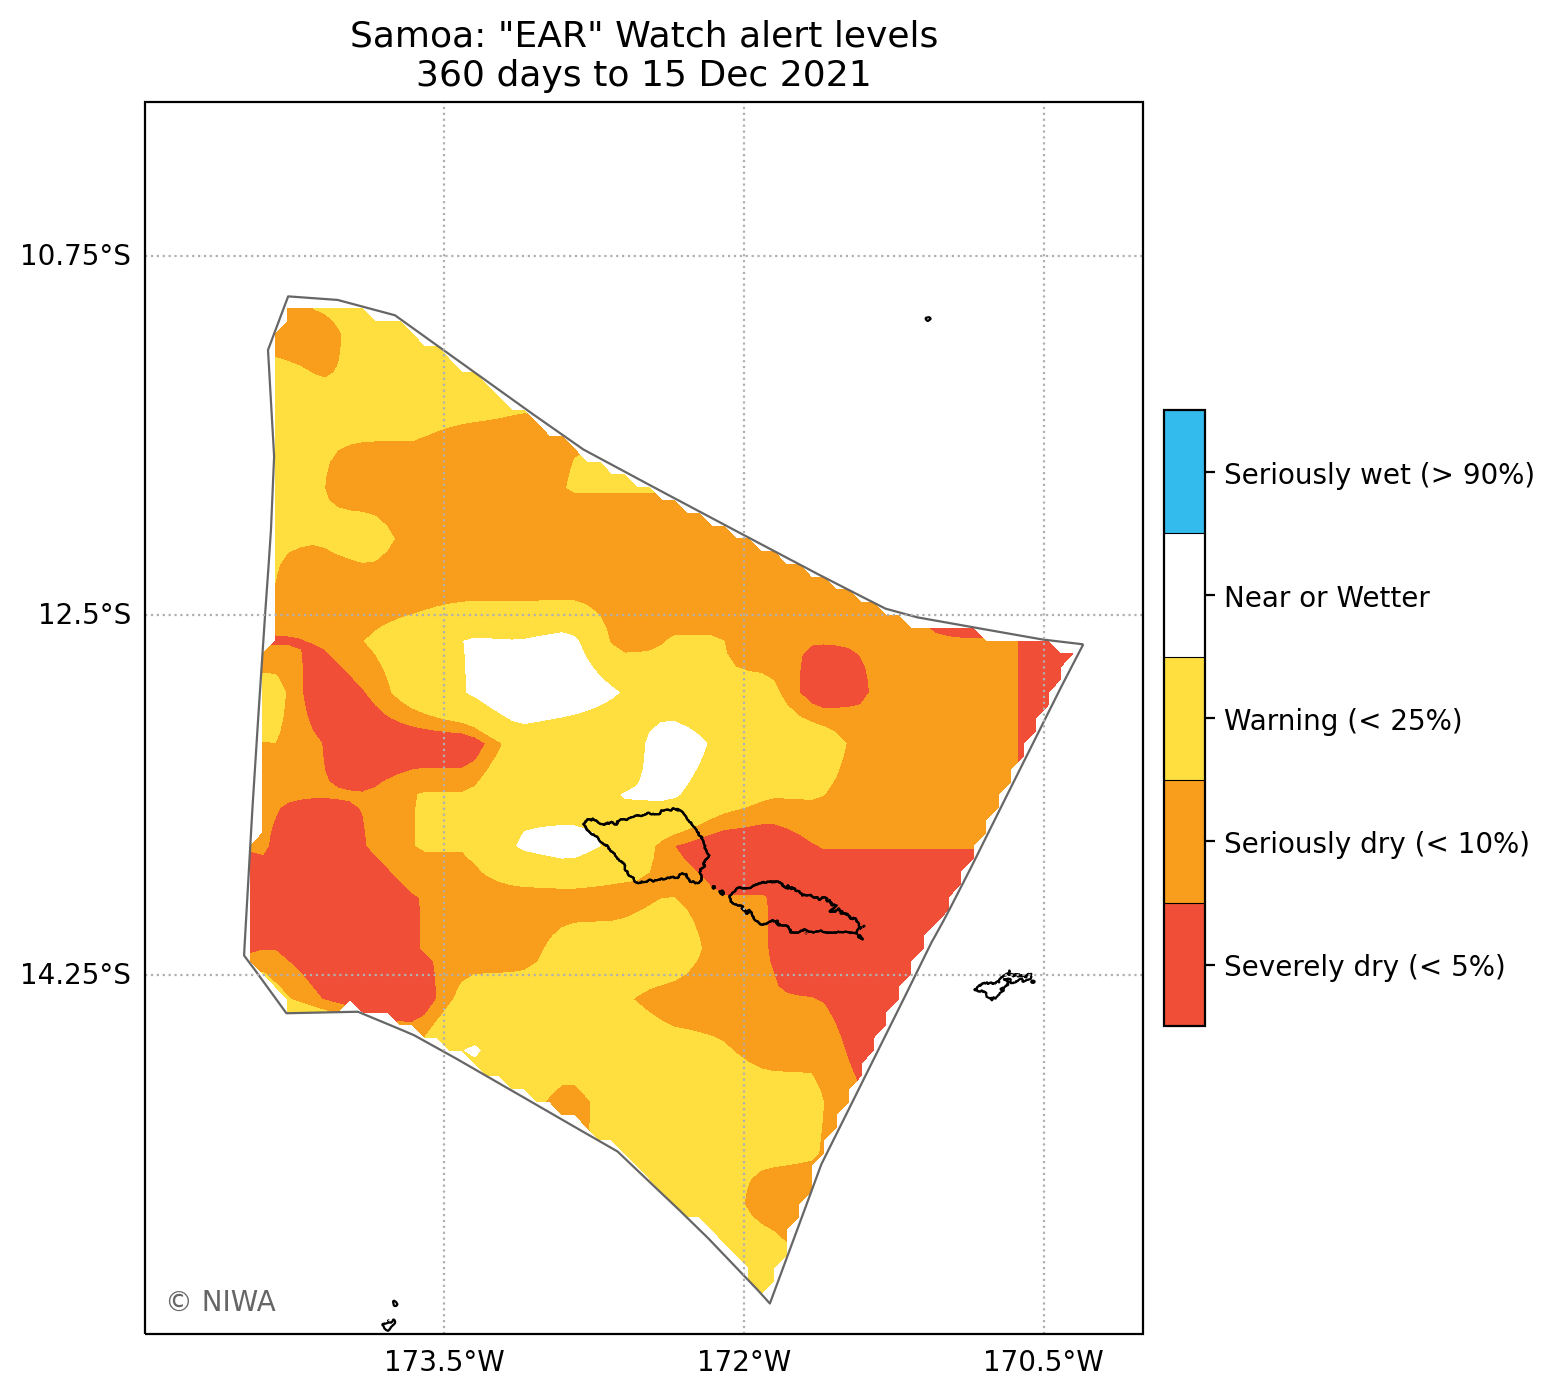 Samoa: "EAR" Watch alert levels
360 days to 15 Dec 2021
10.75°S
12.5°S
14.25°S
173.5°W
172°W
170.5°W
Seriously wet (> 90%)
Near or Wetter
Warning (< 25%)
Seriously dry (< 10%)
Severely dry (< 5%)
© NIWA